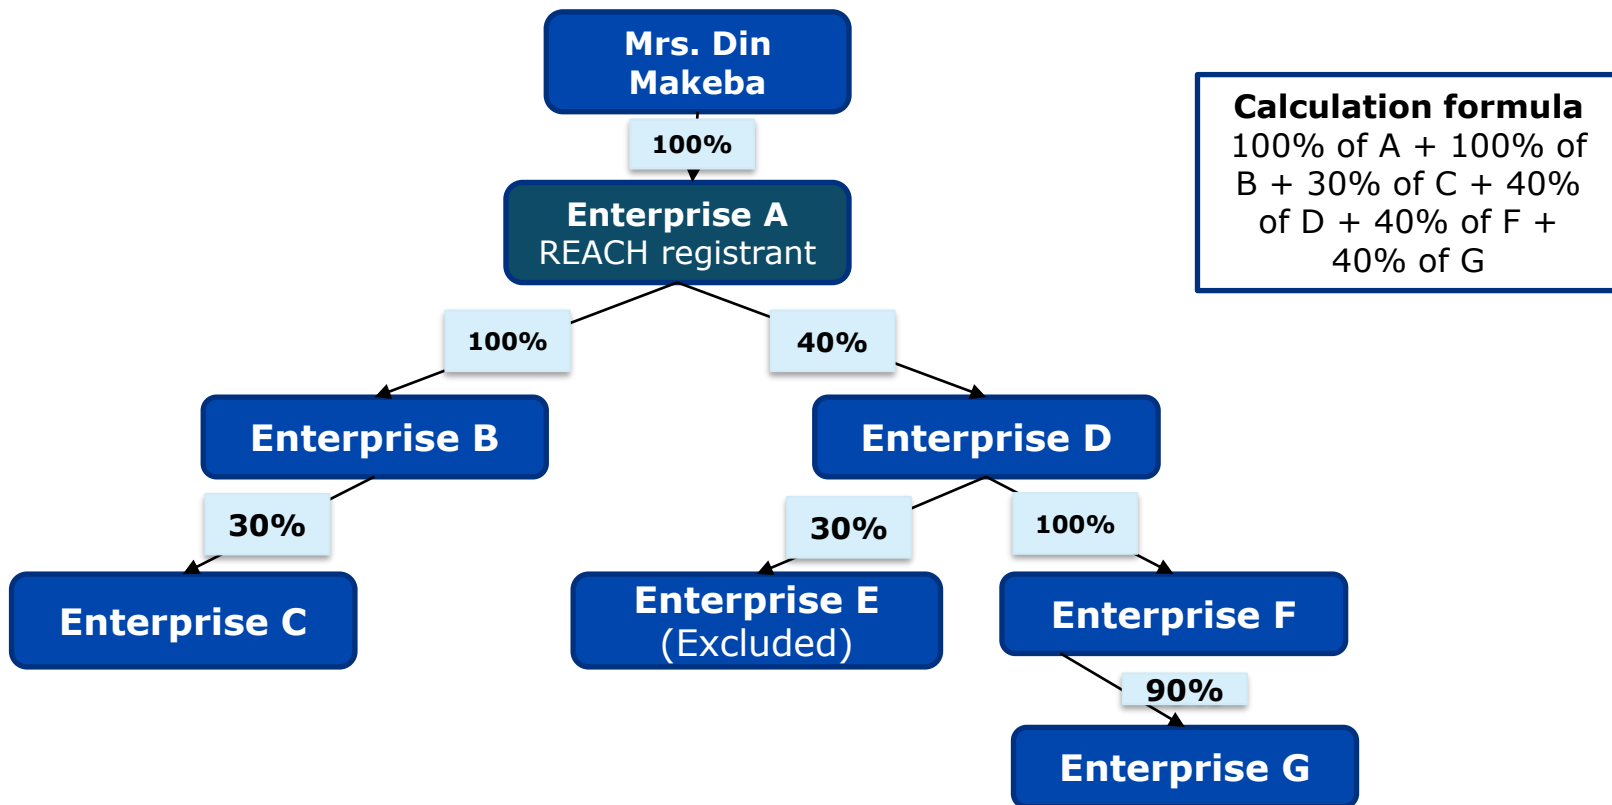 Mrs. Din
Makeba
Calculation formula
100% of A + 100% of
B + 30% of C + 40%
of D + 40% of F +
40% of G
100%
Enterprise A
REACH registrant
100%
40%
Enterprise B
Enterprise D
30%
30%
100%
Enterprise C
Enterprise E
(Excluded)
Enterprise F
90%
Enterprise G